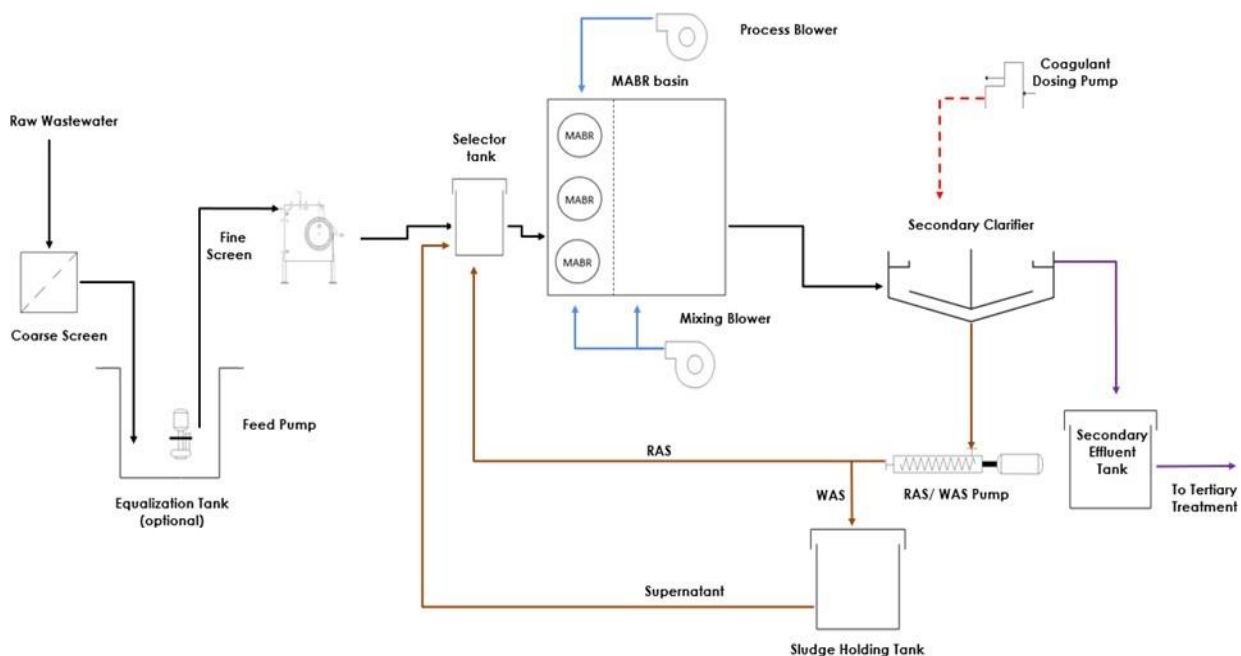 Process Blower
MABR basin
Coagulant
Dosing Pump
Raw Wastewater
Selector
tank
MABR
MABR
MABR
Fine
Screen
Secondary Clarifier
Coarse Screen
Mixing Blower
Feed Pump
Equalization Tank
(optional)
RAS
WAS
RAS/ WAS Pump
Secondary
Effluent
Tank
To Tertiary
Treatment
Supernatant
Sludge Holding Tank